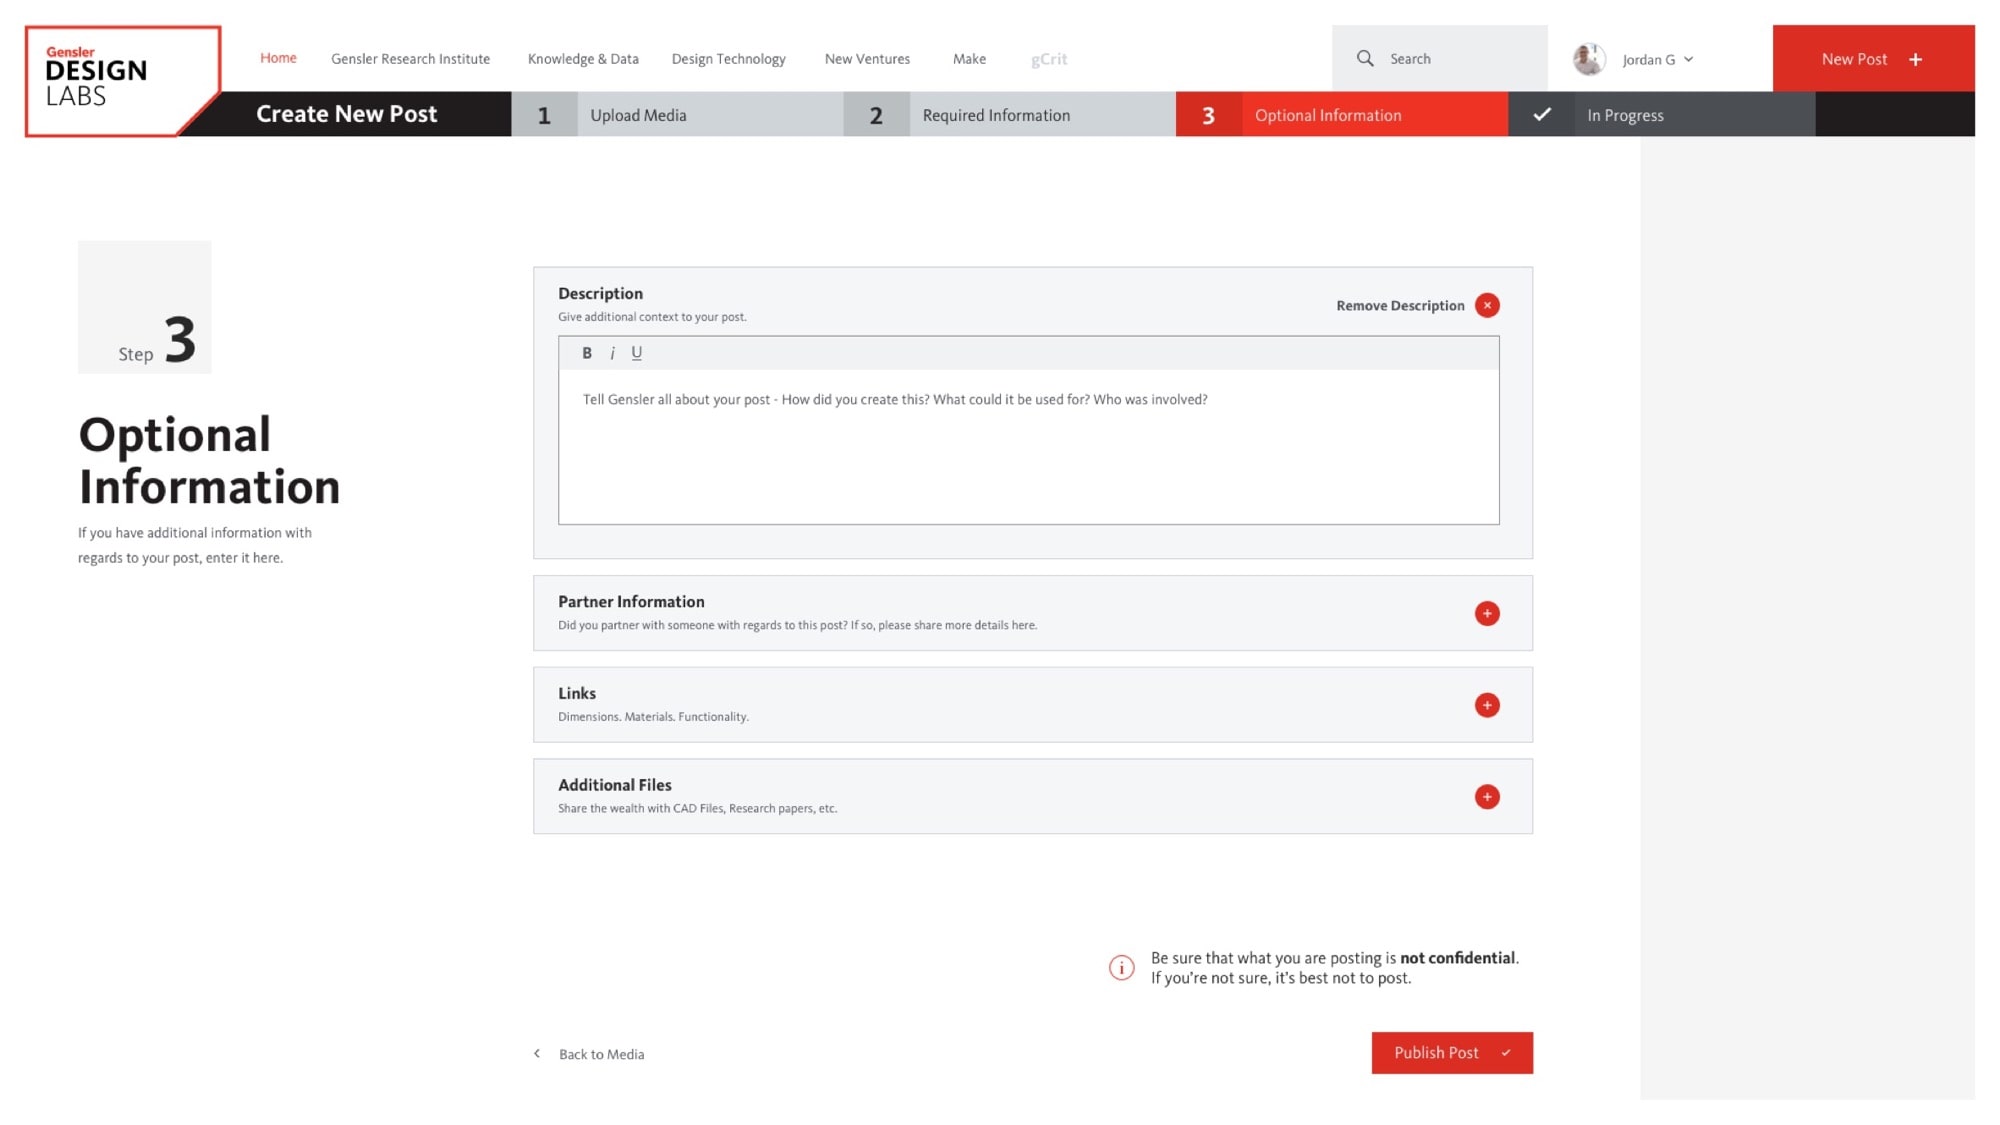 Gensler
DESIGN
LABS
Home
Gensler Research Institute
Knowledge & Data
Design Technology
New Ventures
Make
gCrit
Search
Jordan G
New Post +
Create New Post
1 Upload Media
2 Required Information
3 Optional Information
In Progress
Step 3
Optional
Information
If you have additional information with
regards to your post, enter it here.
Description
Give additional context to your post.
Remove Description
B i U
Tell Gensler all about your post - How did you create this? What could it be used for? Who was involved?
Partner Information
Did you partner with someone with regards to this post? If so, please share more details here.
Links
Dimensions. Materials. Functionality.
Additional Files
Share the wealth with CAD Files, Research papers, etc.
Be sure that what you are posting is not confidential.
If you're not sure, it's best not to post.
Back to Media
Publish Post